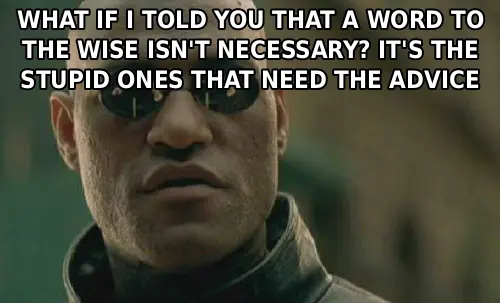 WHAT IF I TOLD YOU THAT A WORD TO
THE WISE ISN'T NECESSARY? IT'S THE
STUPID ONES THAT NEED THE ADVICE